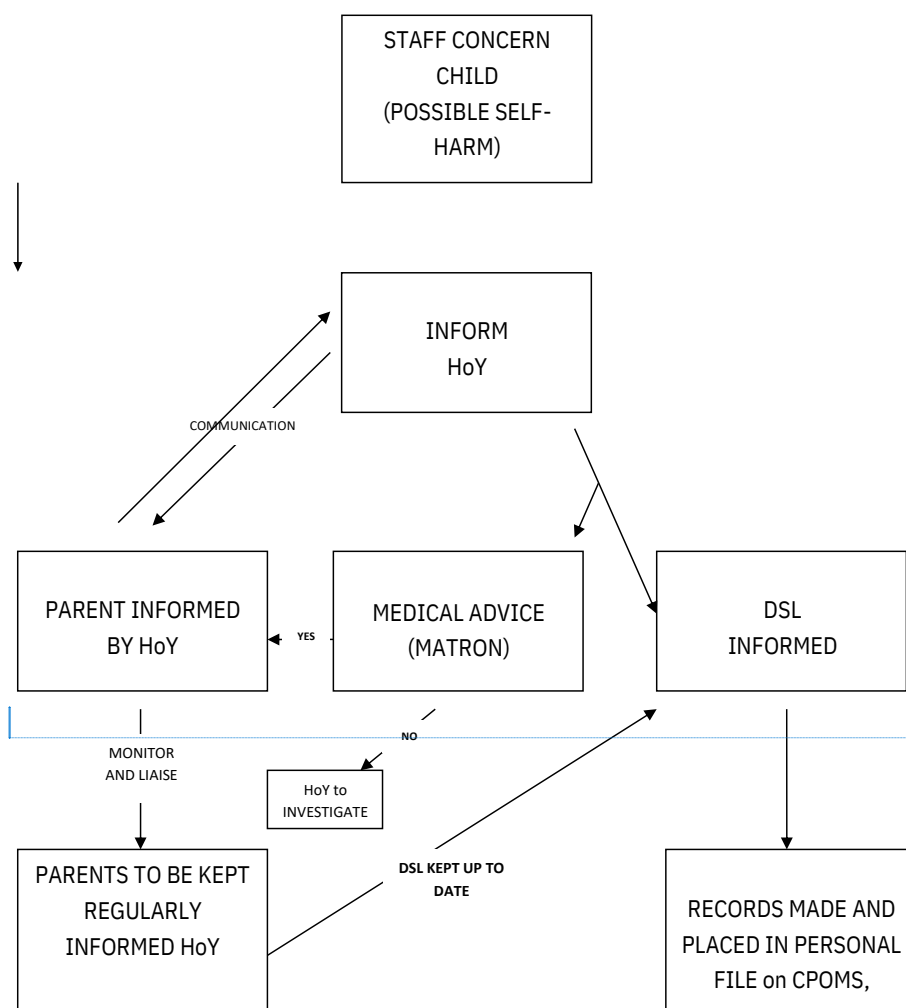 STAFF CONCERN
CHILD
(POSSIBLE SELF-
HARM)
INFORM
HoY
COMMUNICATION
PARENT INFORMED
BY HoY
YES
MEDICAL ADVICE
(MATRON)
DSL
INFORMED
MONITOR
AND LIAISE
NO
HoY to
INVESTIGATE
PARENTS TO BE KEPT
REGULARLY
INFORMED HoY
DSL KEPT UP TO
DATE
RECORDS MADE AND
PLACED IN PERSONAL
FILE on CPOMS,